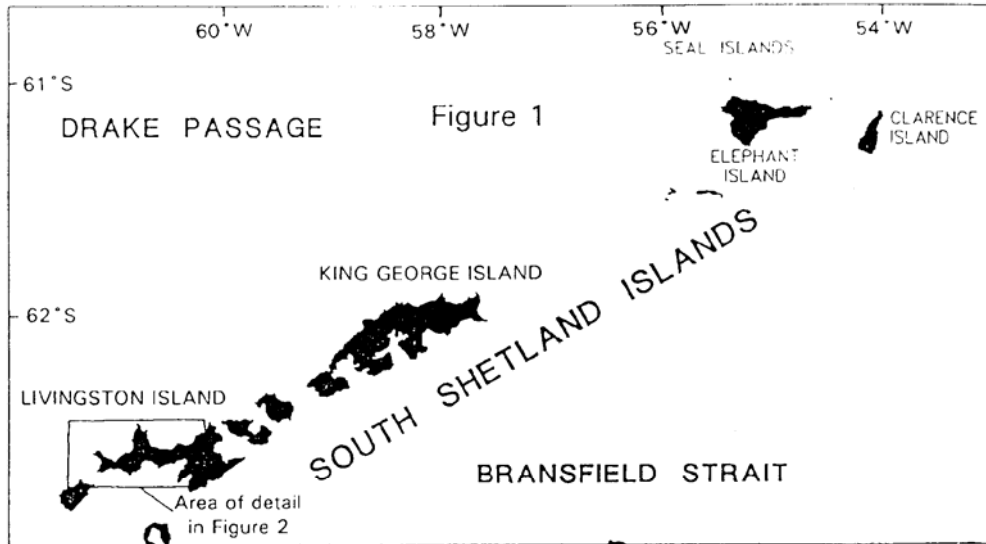 60°W 58°W 56°W 54°W
SEAL ISLANDS
61°S
DRAKE PASSAGE
Figure 1
CLARENCE
ISLAND
ELEPHANT
ISLAND
SOUTH SHETLAND ISLANDS
KING GEORGE ISLAND
62°S
LIVINGSTON ISLAND
BRANSFIELD STRAIT
Area of detail
in Figure 2